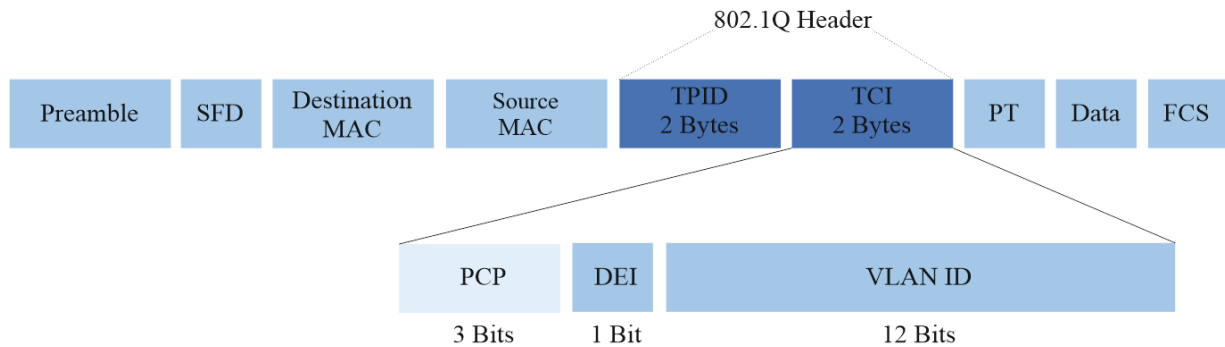 802.1Q Header
Preamble
SFD
Destination
MAC
Source
MAC
TPID
2 Bytes
TCI
2 Bytes
PT
Data
FCS
PCP
DEI
VLAN ID
3 Bits
1 Bit
12 Bits